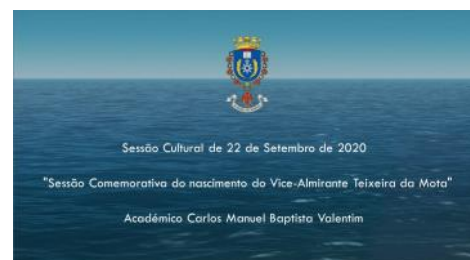 Sessão Cultural de 22 de Setembro de 2020
"Sessão Comemorativa do nascimento do Vice-Almirante Teixeira da Mota"
Académico Carlos Manuel Baptista Valentim